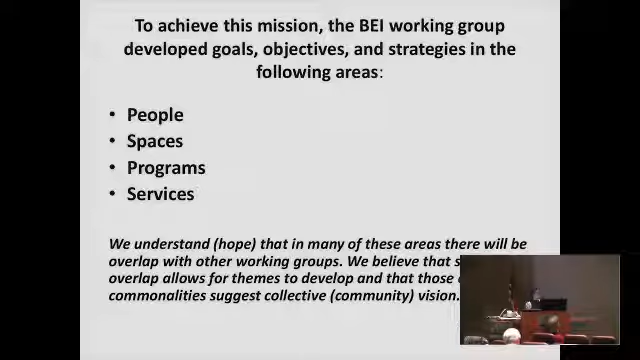 To achieve this mission, the BEI working group
developed goals, objectives, and strategies in the
following areas:
• People
• Spaces
• Programs
• Services
We understand (hope) that in many of these areas there will be
overlap with other working groups. We believe that
overlap allows for themes to develop and that those
commonalities suggest collective (community) vision.